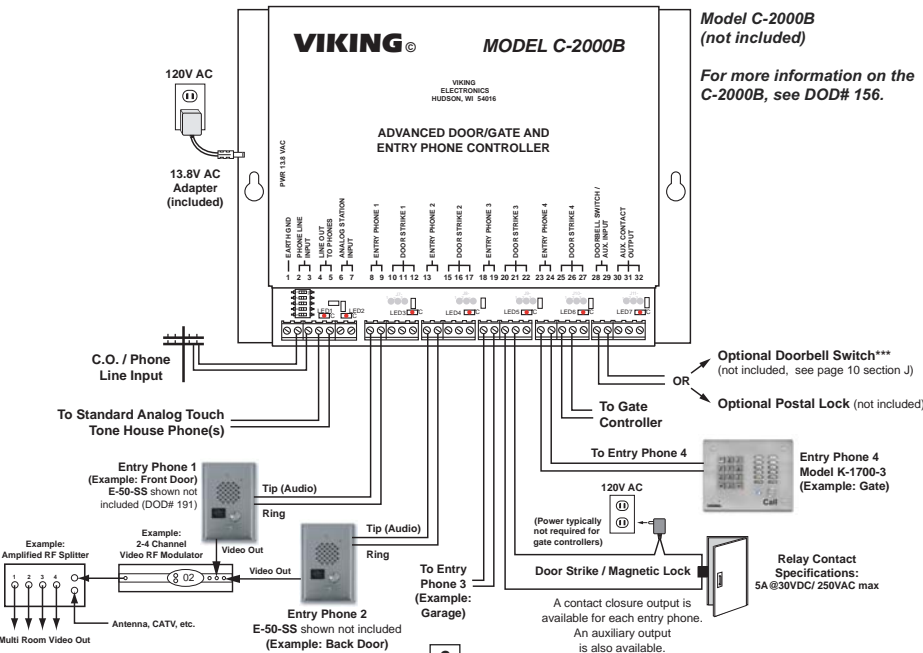 Model C-2000B
(not included)
For more information on the
C-2000B, see DOD# 156.
VIKING©
MODEL C-2000B
VIKING
ELECTRONICS
HUDSON, WI 54016
ADVANCED DOOR/GATE AND
ENTRY PHONE CONTROLLER
120V AC
13.8V AC
Adapter
(included)
PWR 13.8 VAC
EARTH GND
PHONE LINE
INPUT
LINE OUT
TO PHONES
ANALOG STATION
INPUT
ENTRY PHONE 1
DOOR STRIKE 1
ENTRY PHONE 2
DOOR STRIKE 2
ENTRY PHONE 3
DOOR STRIKE 3
ENTRY PHONE 4
DOOR STRIKE 4
DOORBELL SWITCH /
AUX. INPUT
AUX. CONTACT
OUTPUT
1 2 3 4 5 6 7 8 9 10 11 12 13 15 16 17 18 19 20 21 22 23 24 25 26 27 28 29 30 31 32
LED1 LED2 LED3 LED4 LED5 LED6 LED7
C.O. / Phone
Line Input
OR
Optional Doorbell Switch***
(not included, see page 10 section J)
Optional Postal Lock (not included)
To Standard Analog Touch
Tone House Phone(s)
To Gate
Controller
To Entry Phone 4
Entry Phone 4
Model K-1700-3
(Example: Gate)
Call
Entry Phone 1
(Example: Front Door)
E-50-SS shown not
included (DOD# 191)
Tip (Audio)
Ring
120V AC
(Power typically
not required for
gate controllers)
Example:
Amplified RF Splitter
1 2 3 4
Example:
2-4 Channel
Video RF Modulator
02
Video Out
Video Out
Tip (Audio)
Ring
Antenna, CATV, etc.
Multi Room Video Out
Entry Phone 2
E-50-SS shown not included
(Example: Back Door)
To Entry
Phone 3
(Example:
Garage)
Door Strike / Magnetic Lock
Relay Contact
Specifications:
5A@30VDC/ 250VAC max
A contact closure output is
available for each entry phone.
An auxiliary output
is also available.